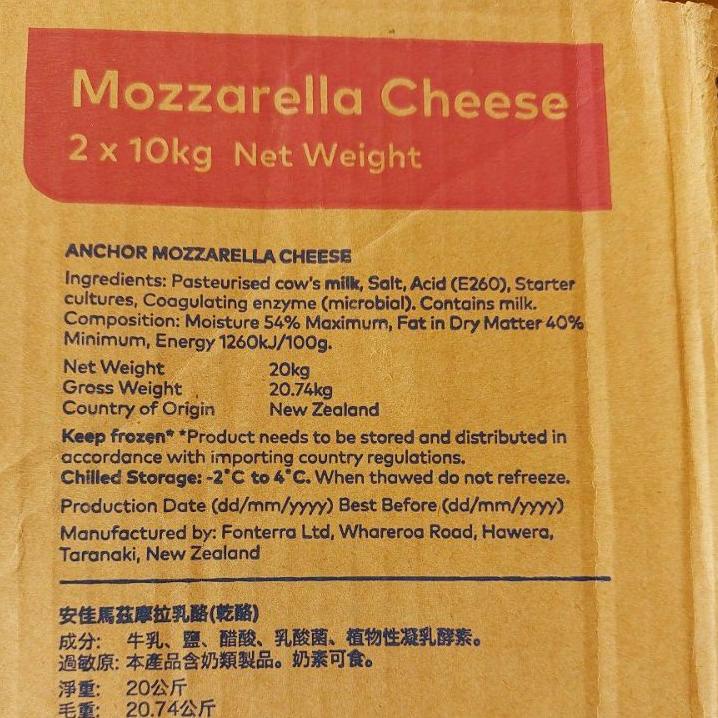 Mozzarella Cheese
2 x 10kg Net Weight
ANCHOR MOZZARELLA CHEESE
Ingredients: Pasteurised cow's milk, Salt, Acid (E260), Starter
cultures, Coagulating enzyme (microbial). Contains milk.
Composition: Moisture 54% Maximum, Fat in Dry Matter 40%
Minimum, Energy 1260kJ/100g.
Net Weight 20kg
Gross Weight 20.74kg
Country of Origin New Zealand
Keep frozen* *Product needs to be stored and distributed in
accordance with importing country regulations.
Chilled Storage: -2°C to 4°C. When thawed do not refreeze.
Production Date (dd/mm/yyyy) Best Before (dd/mm/yyyy)
Manufactured by: Fonterra Ltd, Whareroa Road, Hawera,
Taranaki, New Zealand
安佳馬茲摩拉乳酪(乾酪)
成分: 牛乳、鹽、醋酸、乳酸菌、植物性凝乳酵素。
過敏原: 本產品含奶類製品。奶素可食。
淨重: 20公斤
毛重: 20.74公斤